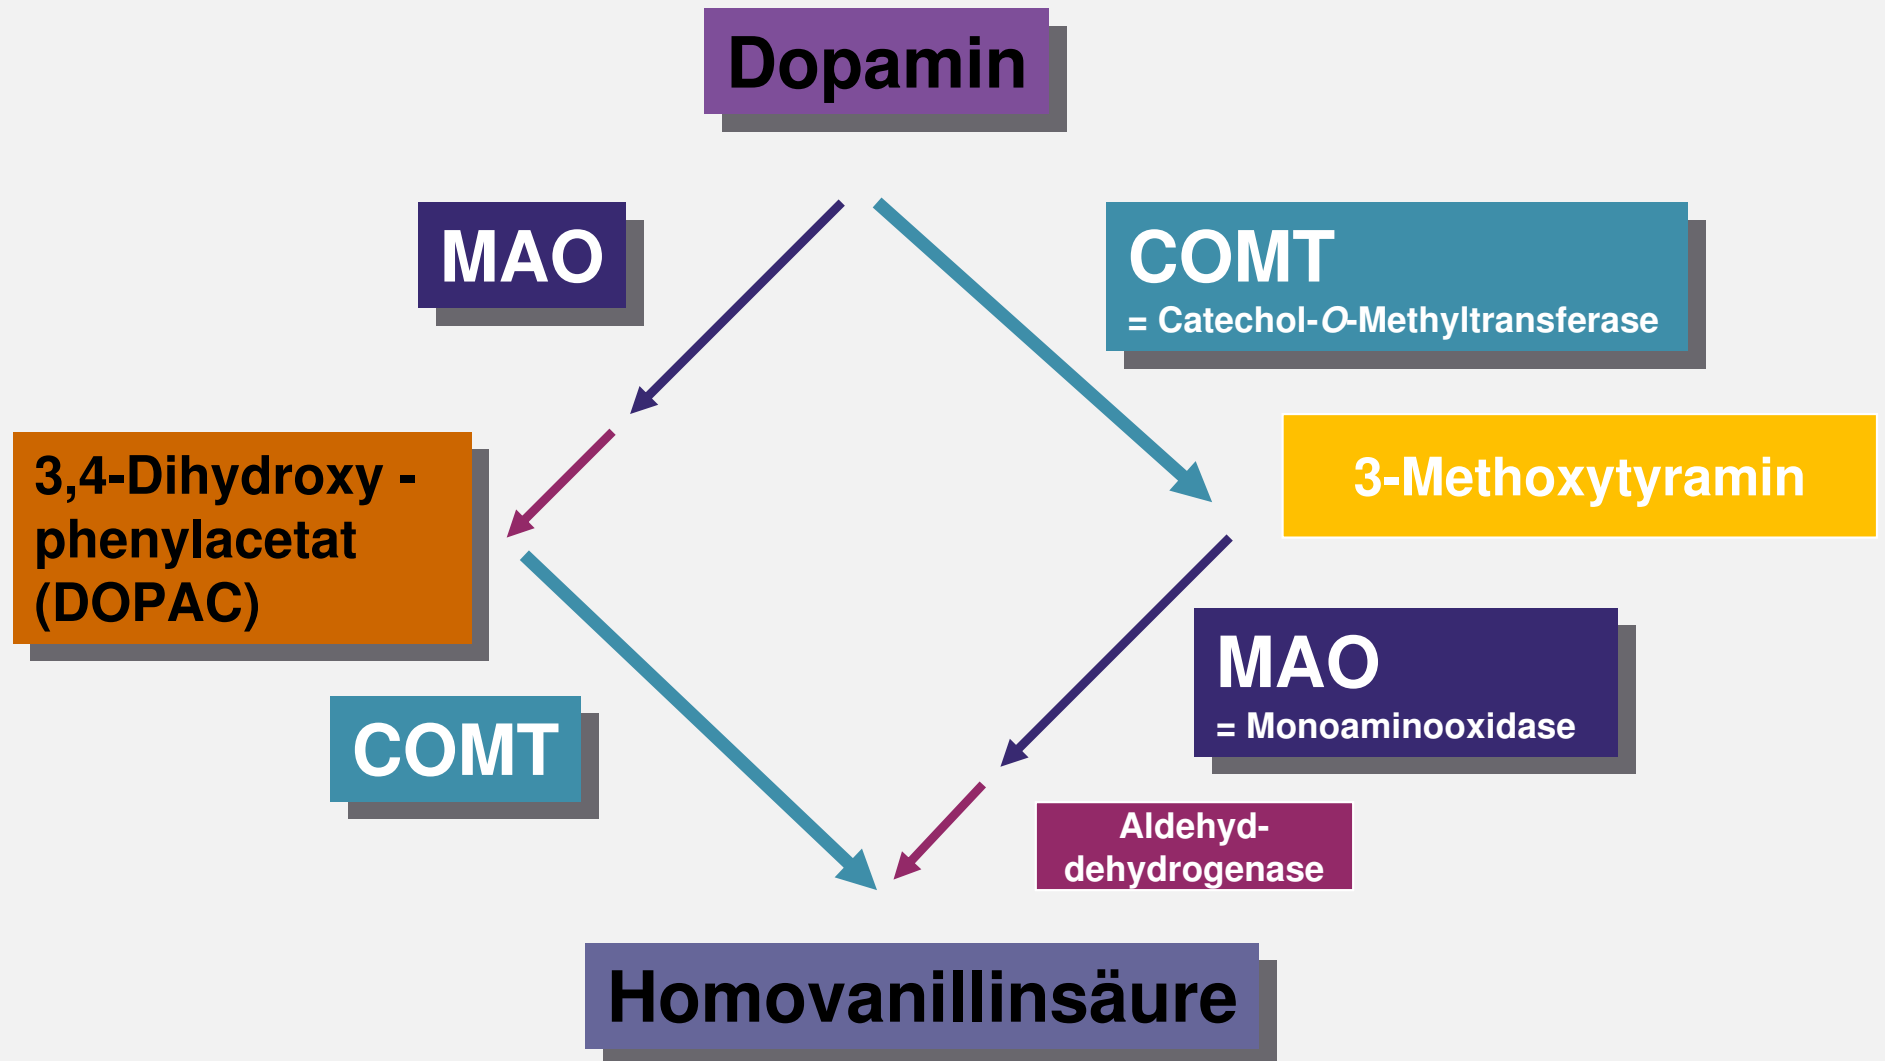 Dopamin
MAO
COMT
= Catechol-O-Methyltransferase
3,4-Dihydroxy -
phenylacetat
(DOPAC)
3-Methoxytyramin
MAO
= Monoaminooxidase
COMT
Aldehyd-
dehydrogenase
Homovanillinsäure